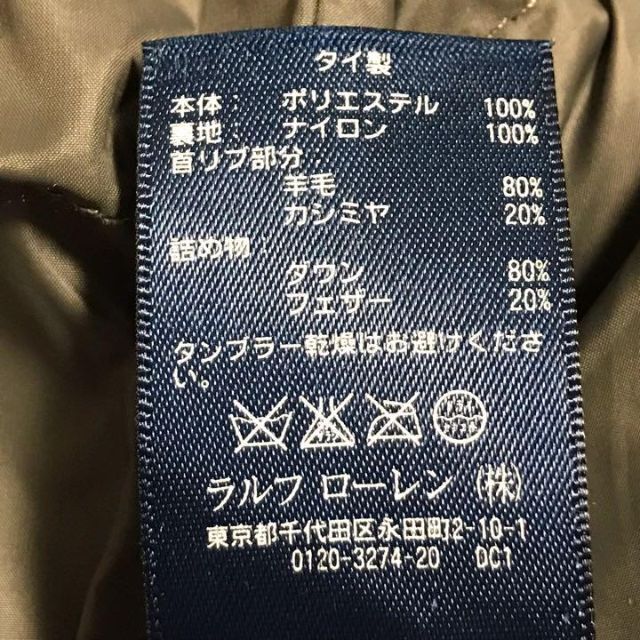 タイ製
本体： ポリエステル 100%
裏地： ナイロン 100%
首リブ部分：
羊毛 80%
カシミヤ 20%
詰め物：
ダウン 80%
フェザー 20%
タンブラー乾燥はお避けくださ
い。
ドライ
ラルフ ローレン (株)
東京都千代田区永田町2-10-1
0120-3274-20 DC1